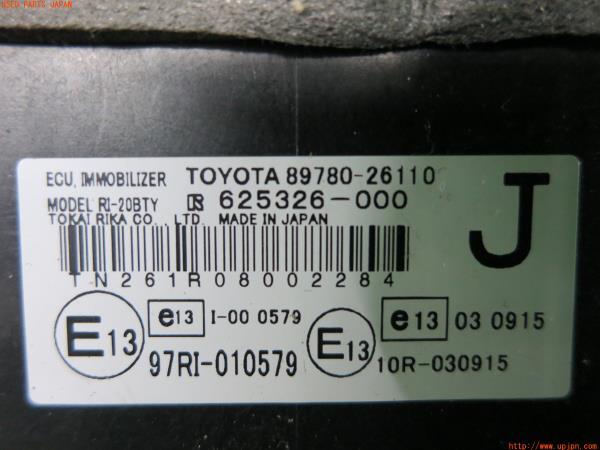 USED PARTS JAPAN
ECU, IMMOBILIZER TOYOTA 89780-26110
MODEL RI-20BTY 625326-000
TOKAI RIKA CO., LTD. MADE IN JAPAN
J
TN261R08002284
E13 e13 I-00 0579 E13 e13 03 0915
97RI-010579 10R-030915
http://www.upjpn.com